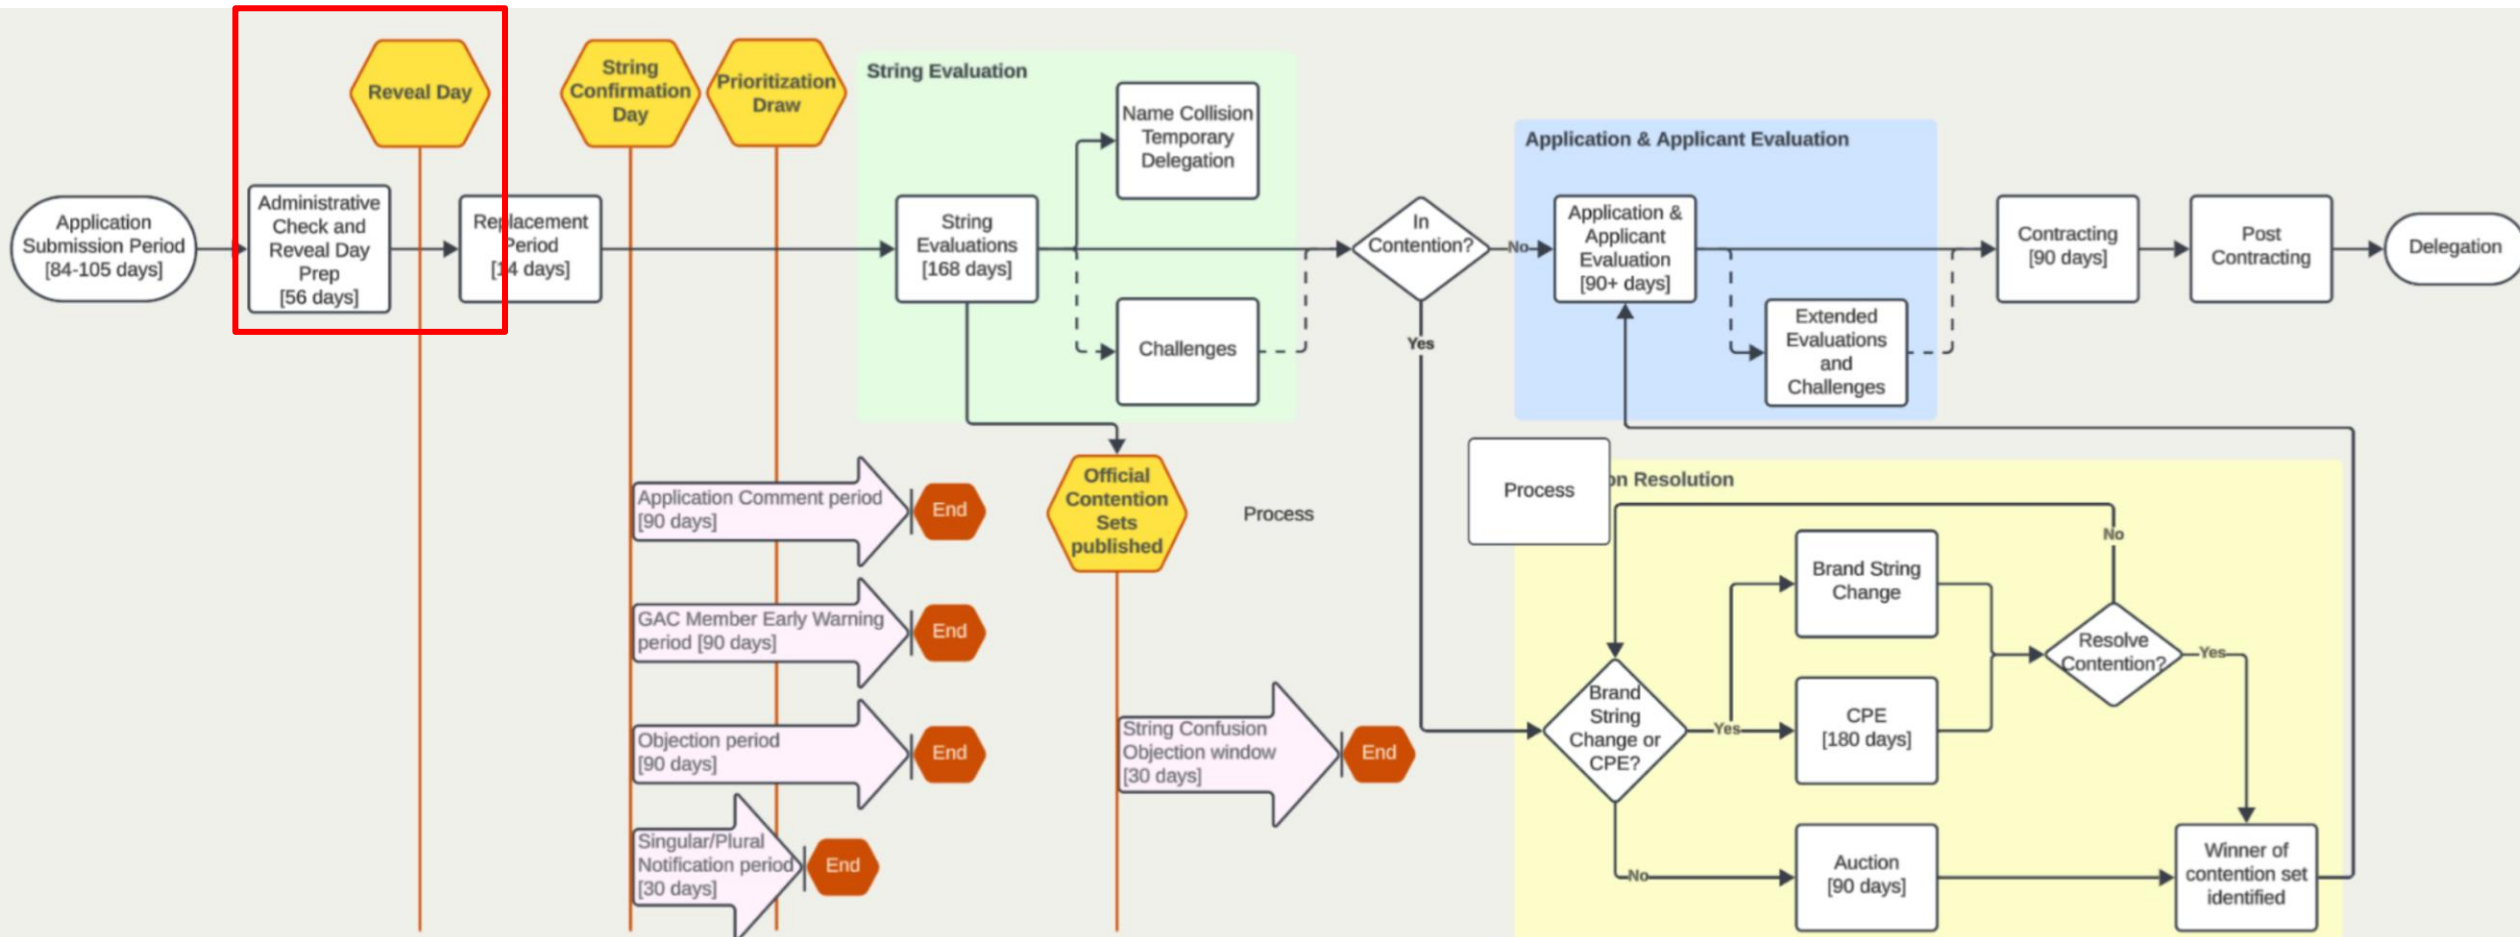 Reveal Day
String
Confirmation
Day
Prioritization
Draw
String Evaluation
Name Collision
Temporary
Delegation
Application & Applicant Evaluation
Application
Submission Period
[84-105 days]
Administrative
Check and
Reveal Day
Prep
[56 days]
Replacement
Period
[14 days]
String
Evaluations
[168 days]
In
Contention?
No
Application &
Applicant
Evaluation
[90+ days]
Contracting
[90 days]
Post
Contracting
Delegation
Challenges
Yes
Extended
Evaluations
and
Challenges
Application Comment period
[90 days]
End
Official
Contention
Sets
published
Process
Process
on Resolution
No
Brand String
Change
GAC Member Early Warning
period [90 days]
End
Resolve
Contention?
Yes
Objection period
[90 days]
End
String Confusion
Objection window
[30 days]
End
Brand
String
Change or
CPE?
Yes
CPE
[180 days]
Singular/Plural
Notification period
[30 days]
End
No
Auction
[90 days]
Winner of
contention set
identified